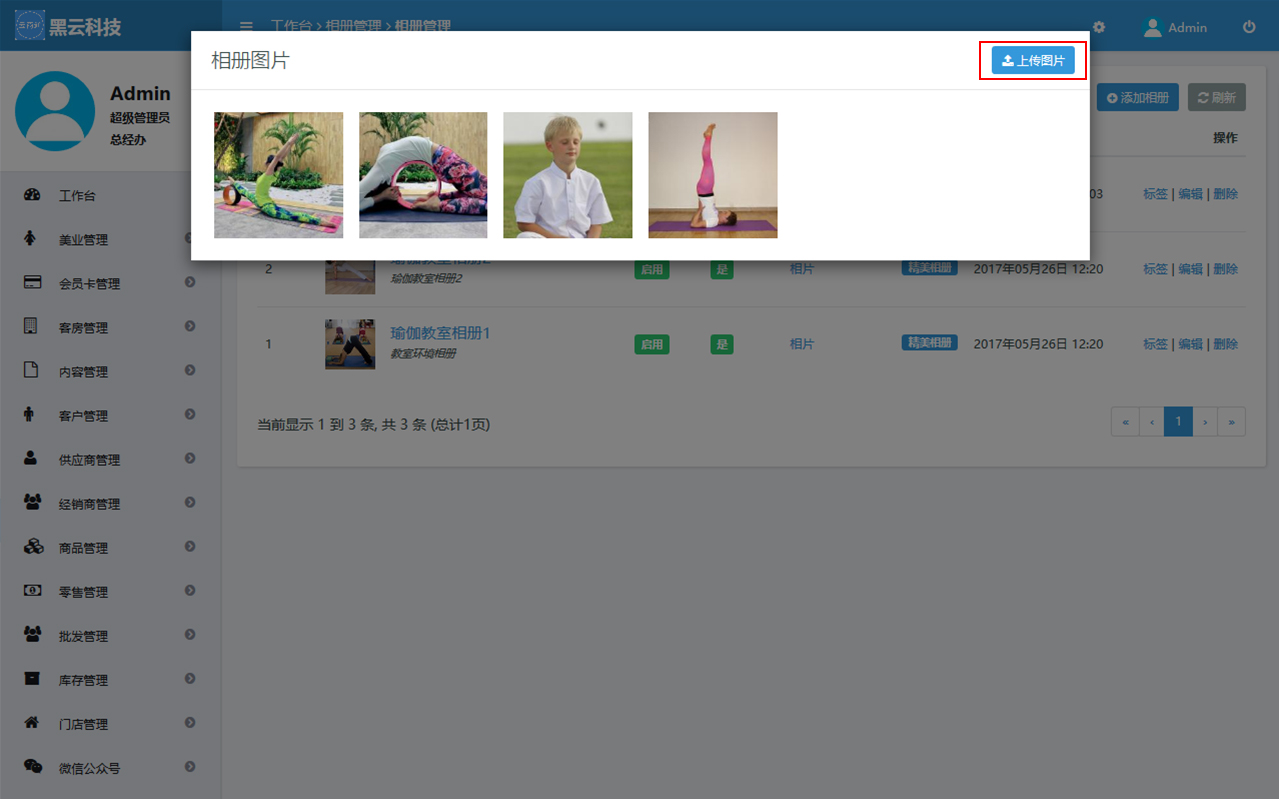 黑云科技
工作台 > 相册管理 > 相册管理
Admin
相册图片
上传图片
Admin
超级管理员
总经办
添加相册
刷新
操作
工作台
美业管理
会员卡管理
客房管理
内容管理
客户管理
供应商管理
经销商管理
商品管理
零售管理
批发管理
库存管理
门店管理
微信公众号
03
标签 | 编辑 | 删除
2
瑜伽教室相册2
瑜伽教室相册2
启用
是
相片
精美相册
2017年05月26日 12:20
标签 | 编辑 | 删除
1
瑜伽教室相册1
教室环境相册
启用
是
相片
精美相册
2017年05月26日 12:20
标签 | 编辑 | 删除
当前显示 1 到 3 条, 共 3 条 (总计1页)
« ‹ 1 › »